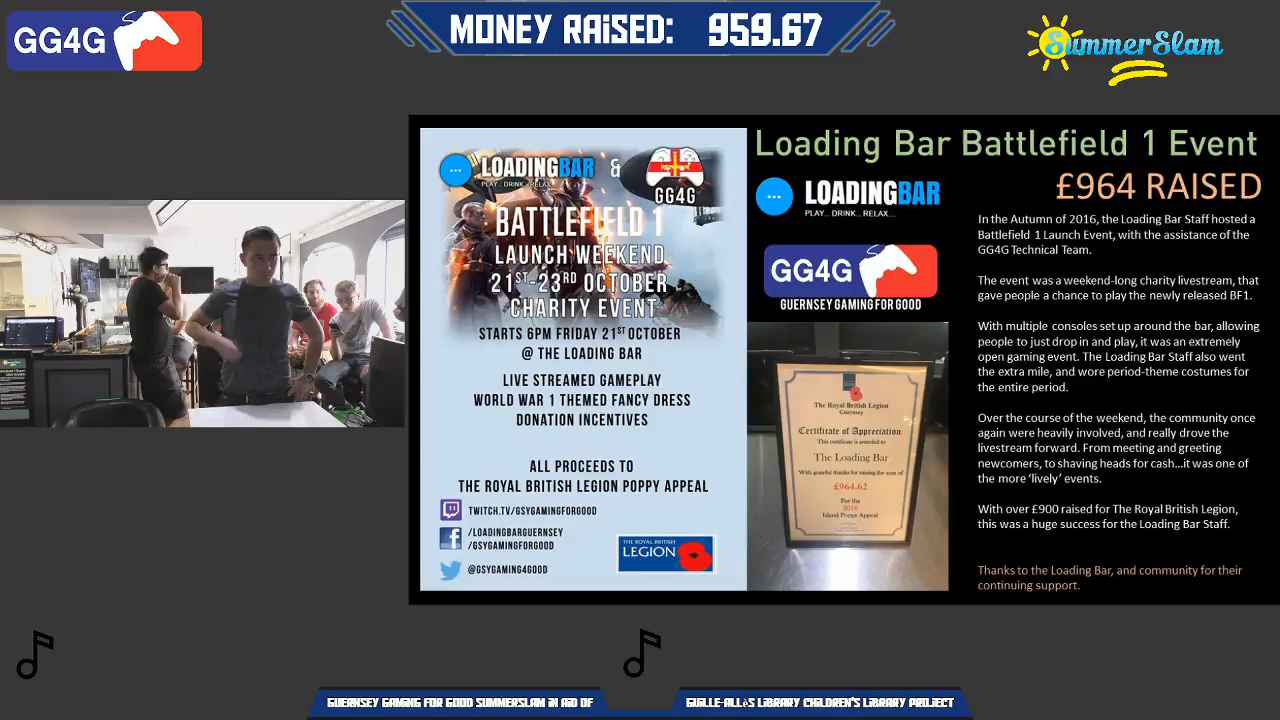 GG4G
MONEY RAISED: 959.67
SummerSlam
LOADINGBAR &
PLAY... DRINK... RELAX...
GG4G
BATTLEFIELD 1
LAUNCH WEEKEND
21ST-23RD OCTOBER
CHARITY EVENT
STARTS 6PM FRIDAY 21ST OCTOBER
@ THE LOADING BAR
LIVE STREAMED GAMEPLAY
WORLD WAR 1 THEMED FANCY DRESS
DONATION INCENTIVES
ALL PROCEEDS TO
THE ROYAL BRITISH LEGION POPPY APPEAL
TWITCH.TV/GSYGAMINGFORGOOD
/LOADINGBARGUERNSEY
/GSYGAMINGFORGOOD
@GSYGAMING4GOOD
THE ROYAL BRITISH
LEGION
Loading Bar Battlefield 1 Event
£964 RAISED
LOADINGBAR
PLAY... DRINK... RELAX....
GG4G
GUERNSEY GAMING FOR GOOD
The Royal British Legion
Guernsey
Certificate of Appreciation
This certificate is awarded to
The Loading Bar
With grateful thanks for raising the sum of
£964.62
For the
2016
Island Poppy Appeal
In the Autumn of 2016, the Loading Bar Staff hosted a
Battlefield 1 Launch Event, with the assistance of the
GG4G Technical Team.
The event was a weekend-long charity livestream, that
gave people a chance to play the newly released BF1.
With multiple consoles set up around the bar, allowing
people to just drop in and play, it was an extremely
open gaming event. The Loading Bar Staff also went
the extra mile, and wore period-theme costumes for
the entire period.
Over the course of the weekend, the community once
again were heavily involved, and really drove the
livestream forward. From meeting and greeting
newcomers, to shaving heads for cash...it was one of
the more 'lively' events.
With over £900 raised for The Royal British Legion,
this was a huge success for the Loading Bar Staff.
Thanks to the Loading Bar, and community for their
continuing support.
GUERNSEY GAMING FOR GOOD SUMMERSLAM IN AID OF
GUILLE-ALLÈS LIBRARY CHILDREN'S LIBRARY PROJECT